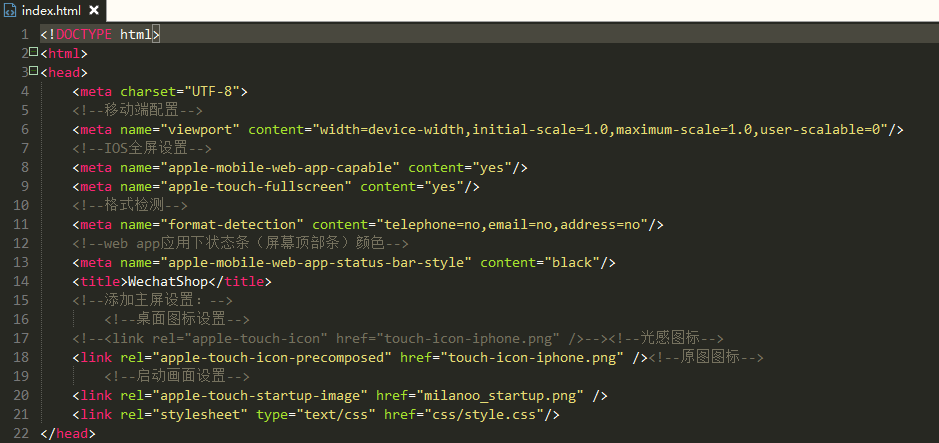 index.html ×
1 <!DOCTYPE html>
2 <html>
3 <head>
4 <meta charset="UTF-8">
5 <!--移动端配置-->
6 <meta name="viewport" content="width=device-width,initial-scale=1.0,maximum-scale=1.0,user-scalable=0"/>
7 <!--IOS全屏设置-->
8 <meta name="apple-mobile-web-app-capable" content="yes"/>
9 <meta name="apple-touch-fullscreen" content="yes"/>
10 <!--格式检测-->
11 <meta name="format-detection" content="telephone=no,email=no,address=no"/>
12 <!--web app应用下状态条（屏幕顶部条）颜色-->
13 <meta name="apple-mobile-web-app-status-bar-style" content="black"/>
14 <title>WechatShop</title>
15 <!--添加主屏设置：-->
16 <!--桌面图标设置-->
17 <!--<link rel="apple-touch-icon" href="touch-icon-iphone.png" />--><!--光感图标-->
18 <link rel="apple-touch-icon-precomposed" href="touch-icon-iphone.png" /><!--原图图标-->
19 <!--启动画面设置-->
20 <link rel="apple-touch-startup-image" href="milanoo_startup.png" />
21 <link rel="stylesheet" type="text/css" href="css/style.css"/>
22 </head>